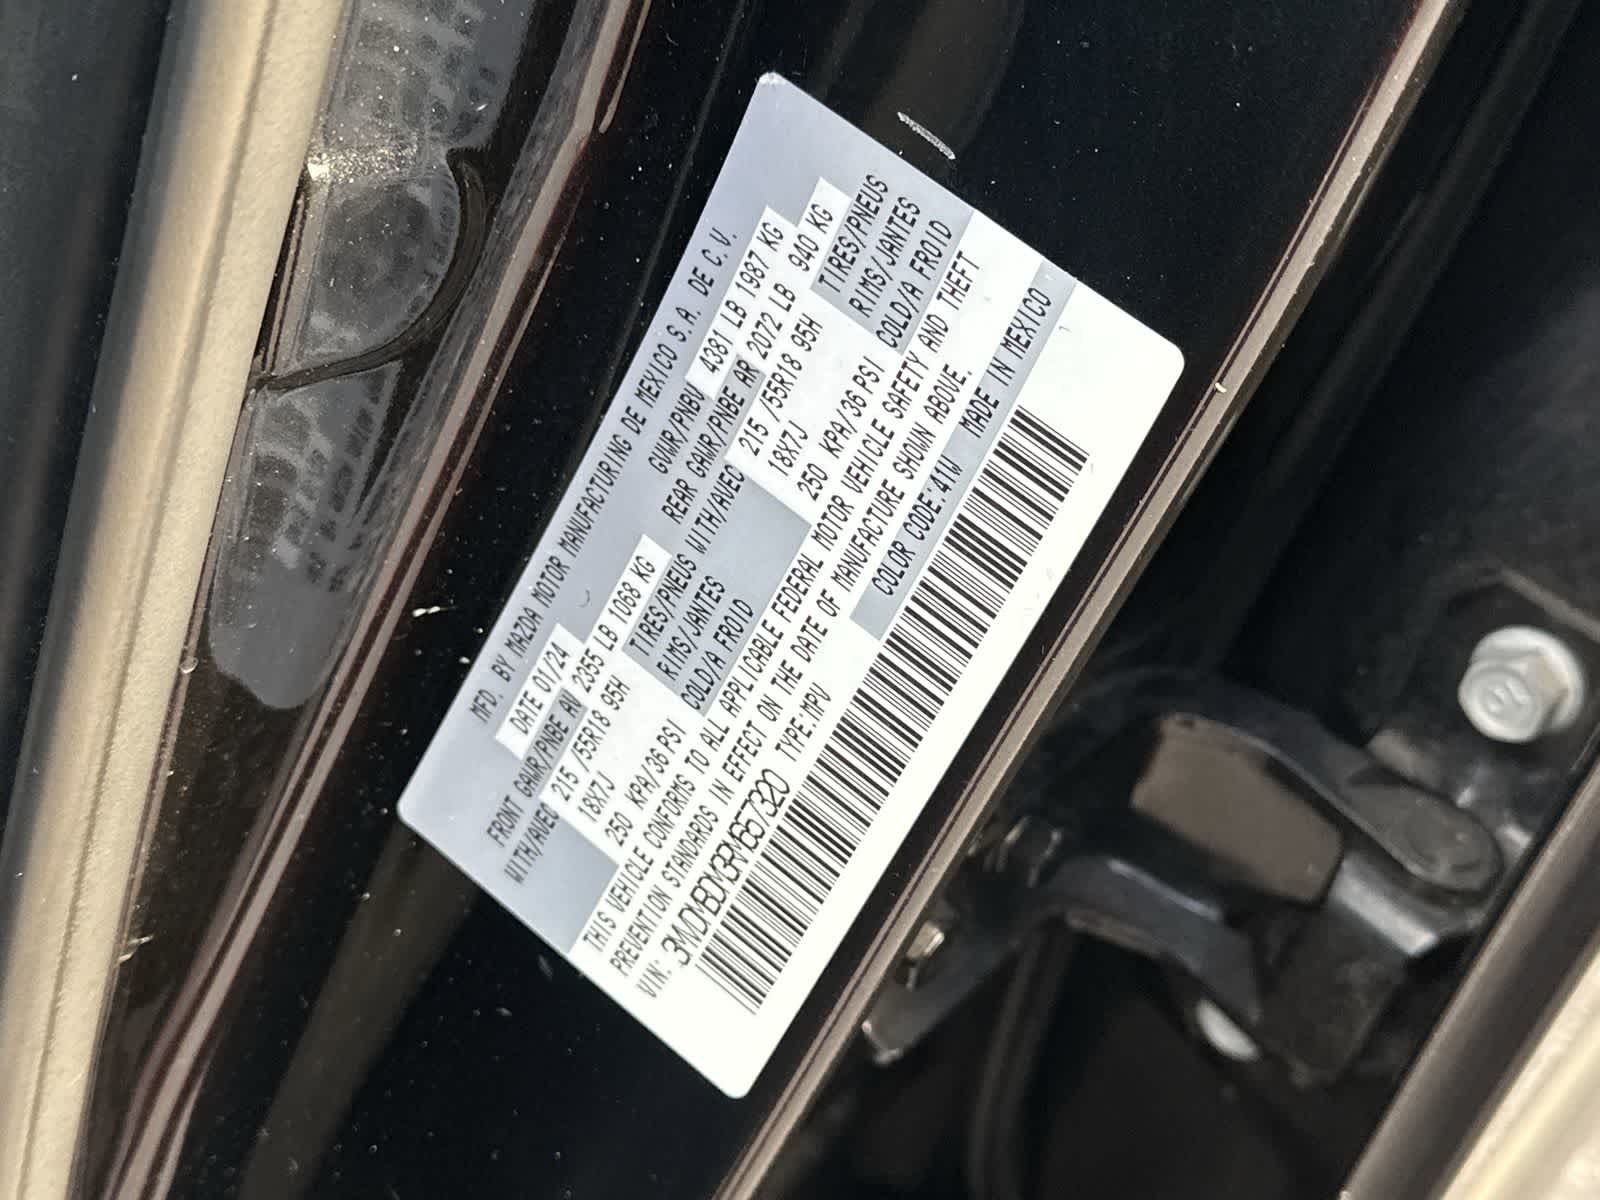 MFD. BY MAZDA MOTOR MANUFACTURING DE MEXICO S.A. DE C.V.
DATE 07/24 GVWR/PNBV 4381 LB 1987 KG
FRONT GAWR/PNBE AV 2355 LB 1068 KG REAR GAWR/PNBE AR 2072 LB 940 KG
WITH/AVEC 215 /55R18 95H TIRES/PNEUS WITH/AVEC 215 /55R18 95H TIRES/PNEUS
18X7J RIMS/JANTES 18X7J RIMS/JANTES
250 KPA/36 PSI COLD/A FROID 250 KPA/36 PSI COLD/A FROID
THIS VEHICLE CONFORMS TO ALL APPLICABLE FEDERAL MOTOR VEHICLE SAFETY AND THEFT
PREVENTION STANDARDS IN EFFECT ON THE DATE OF MANUFACTURE SHOWN ABOVE.
VIN: 3MVDMBDM3RM657320 TYPE:MPV COLOR CODE:41W MADE IN MEXICO